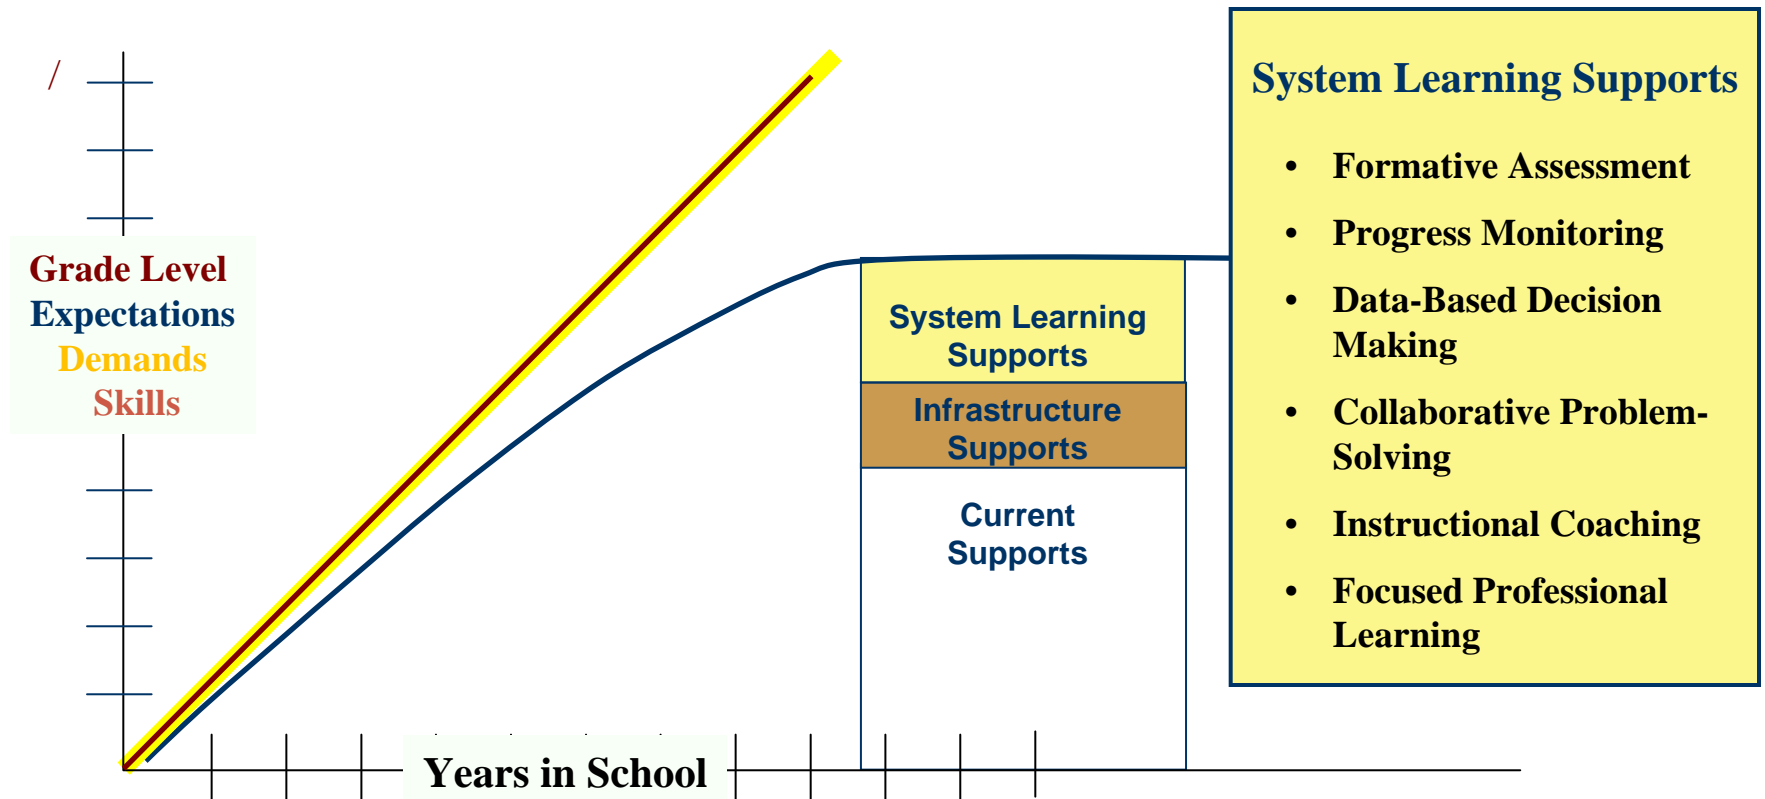 /
Grade Level
Expectations
Demands
Skills
Years in School
System Learning
Supports
Infrastructure
Supports
Current
Supports
System Learning Supports
• Formative Assessment
• Progress Monitoring
• Data-Based Decision
Making
• Collaborative Problem-
Solving
• Instructional Coaching
• Focused Professional
Learning